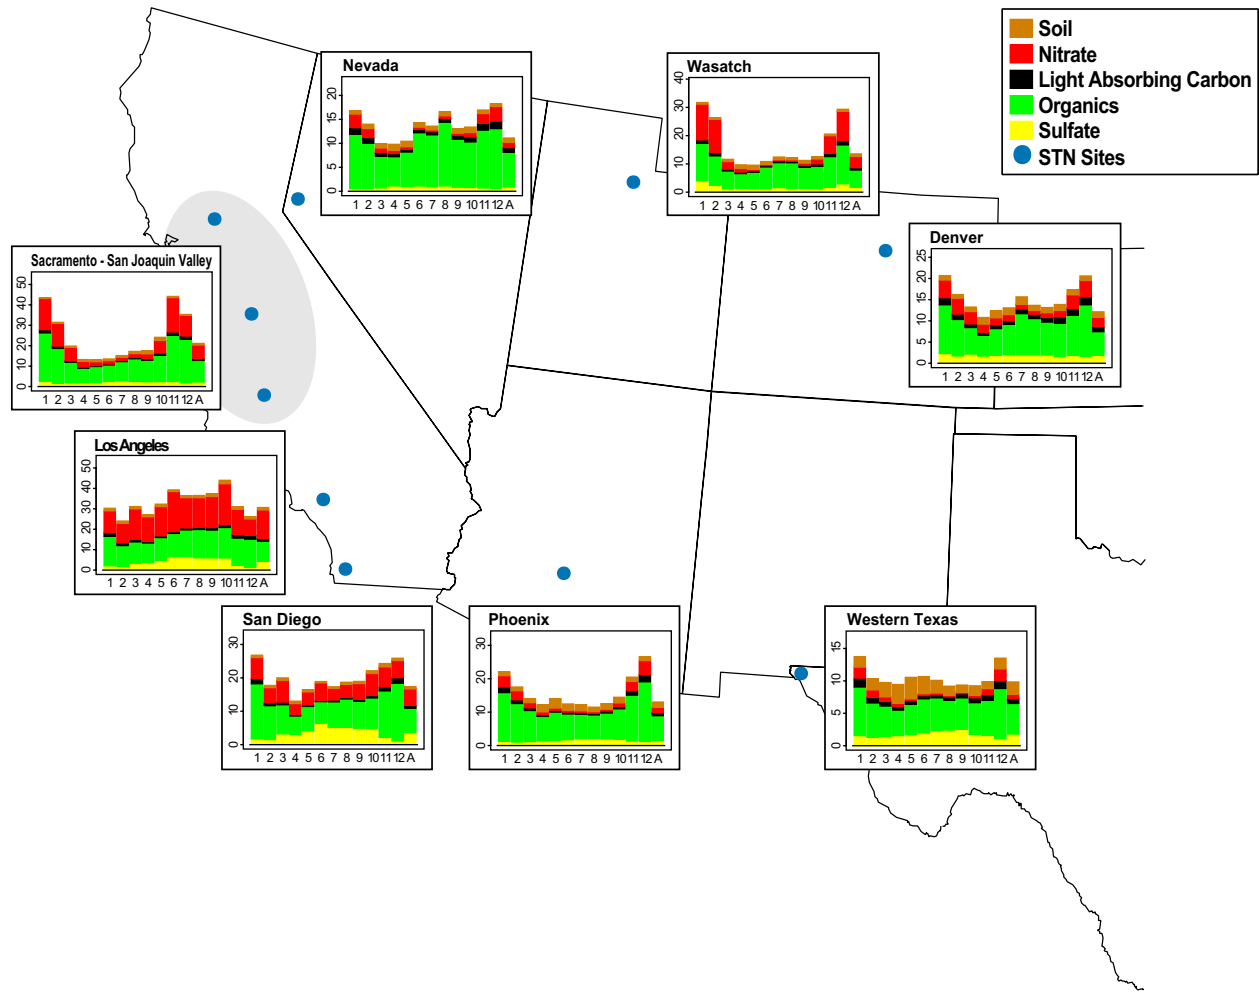 Soil
Nitrate
Light Absorbing Carbon
Organics
Sulfate
STN Sites
Nevada
20
15
10
5
0
1 2 3 4 5 6 7 8 9 10 11 12 A
Wasatch
40
30
20
10
0
1 2 3 4 5 6 7 8 9 10 11 12 A
Denver
25
20
15
10
5
0
1 2 3 4 5 6 7 8 9 10 11 12 A
Sacramento - San Joaquin Valley
50
40
30
20
10
0
1 2 3 4 5 6 7 8 9 10 11 12 A
Los Angeles
50
40
30
20
10
0
1 2 3 4 5 6 7 8 9 10 11 12 A
San Diego
30
20
10
0
1 2 3 4 5 6 7 8 9 10 11 12 A
Phoenix
30
20
10
0
1 2 3 4 5 6 7 8 9 10 11 12 A
Western Texas
15
10
5
0
1 2 3 4 5 6 7 8 9 10 11 12 A